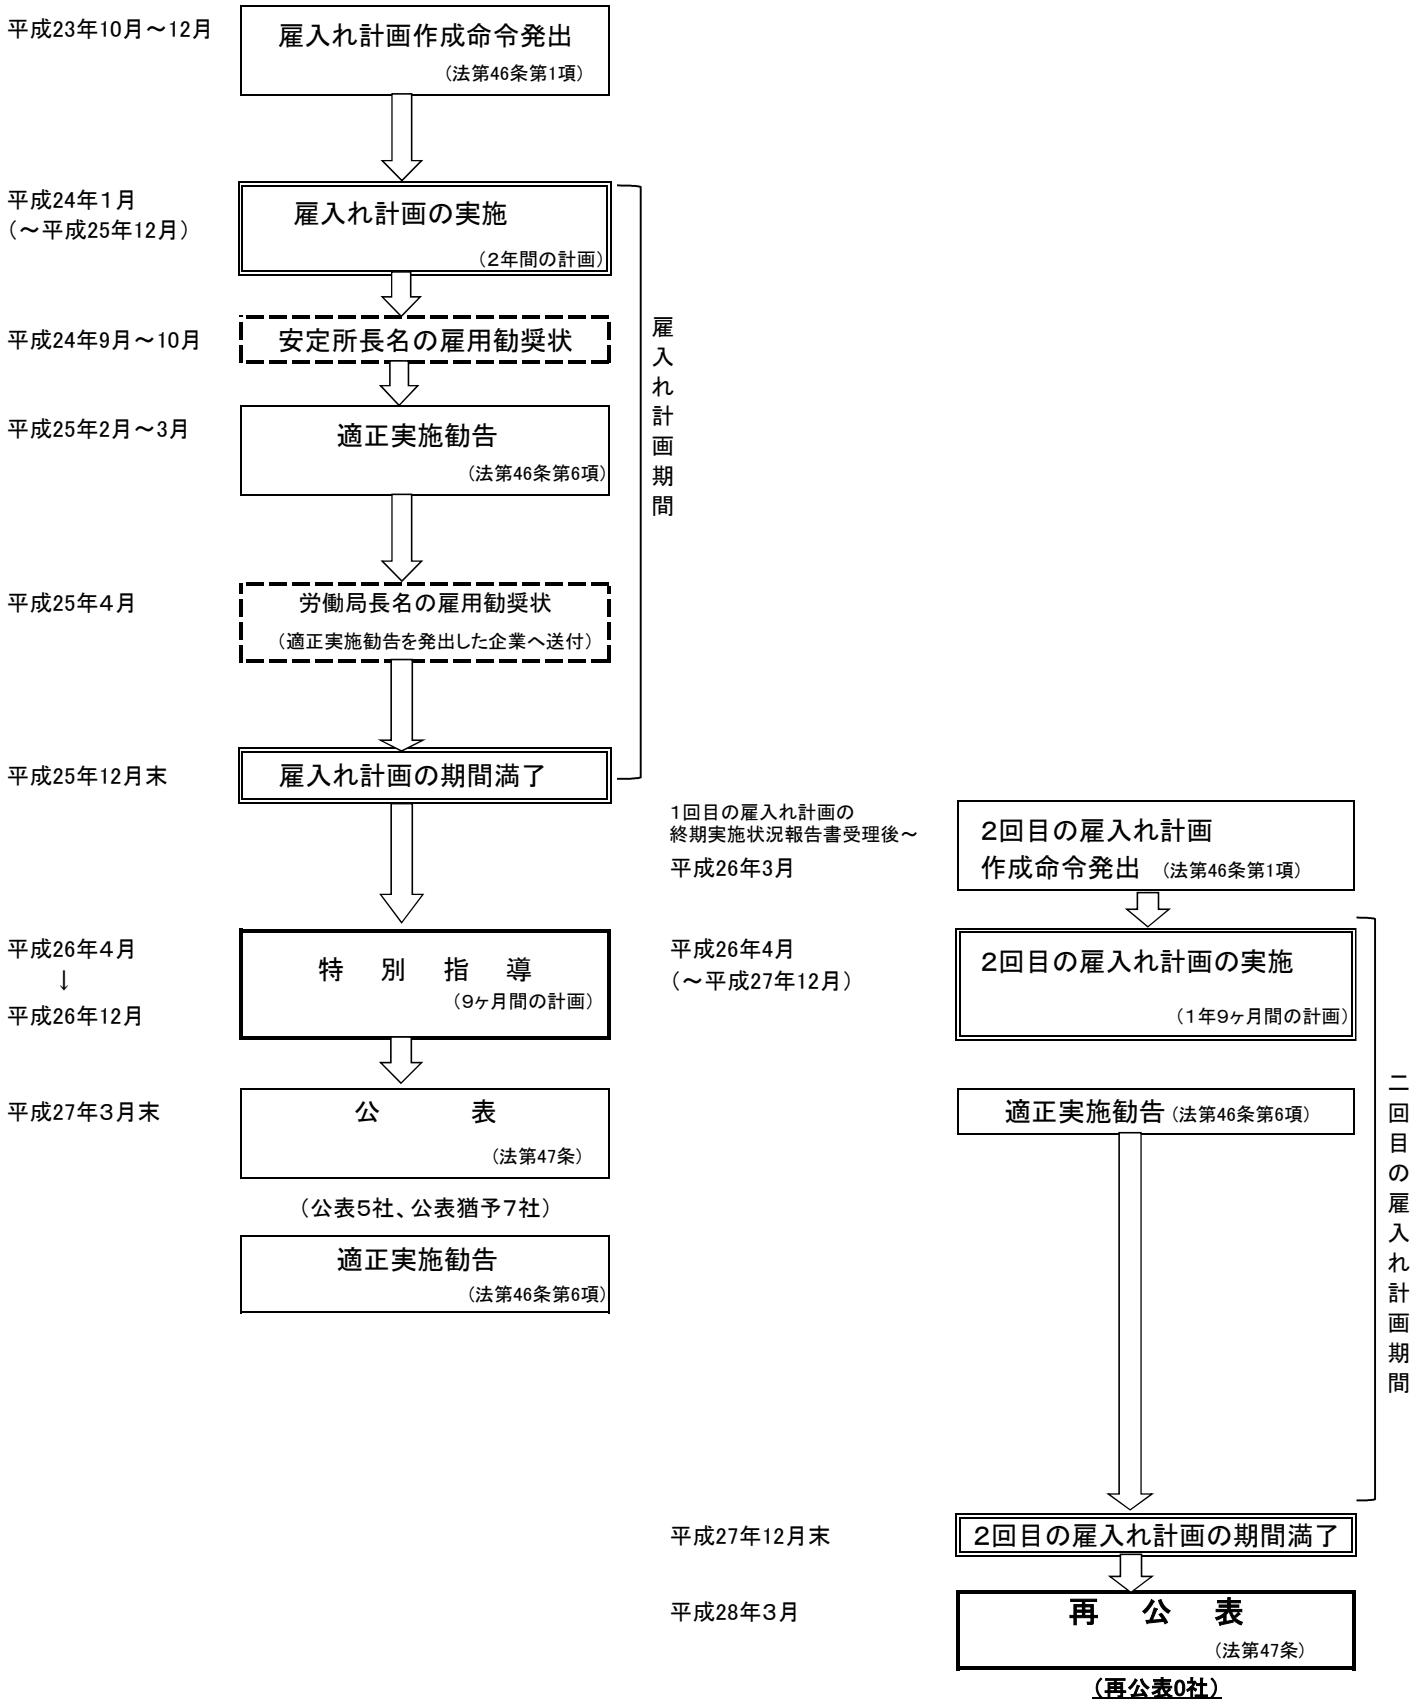 平成23年10月～12月
雇入れ計画作成命令発出
（法第46条第1項）
平成24年１月
（～平成25年12月）
雇入れ計画の実施
（２年間の計画）
平成24年9月～10月
安定所長名の雇用勧奨状
平成25年2月～3月
適正実施勧告
（法第46条第6項）
平成25年４月
労働局長名の雇用勧奨状
（適正実施勧告を発出した企業へ送付）
平成25年12月末
雇入れ計画の期間満了
雇入れ計画期間
平成26年４月
↓
平成26年12月
特別指導
（９ヶ月間の計画）
平成27年３月末
公表
（法第47条）
（公表５社、公表猶予７社）
適正実施勧告
（法第46条第6項）
１回目の雇入れ計画の
終期実施状況報告書受理後～
平成26年3月
２回目の雇入れ計画
作成命令発出 （法第46条第1項）
平成26年4月
（～平成27年12月）
２回目の雇入れ計画の実施
（１年９ヶ月間の計画）
適正実施勧告（法第46条第6項）
二回目の雇入れ計画期間
平成27年12月末
２回目の雇入れ計画の期間満了
平成28年３月
再公表
（法第47条）
（再公表0社）